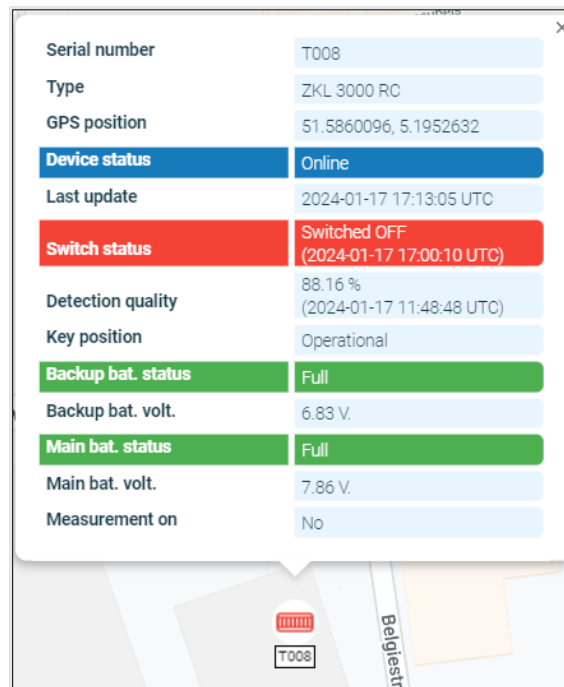 Serial number
T008
Type
ZKL 3000 RC
GPS position
51.5860096, 5.1952632
Device status
Online
Last update
2024-01-17 17:13:05 UTC
Switch status
Switched OFF
(2024-01-17 17:00:10 UTC)
Detection quality
88.16 %
(2024-01-17 11:48:48 UTC)
Key position
Operational
Backup bat. status
Full
Backup bat. volt.
6.83 V.
Main bat. status
Full
Main bat. volt.
7.86 V.
Measurement on
No
T008
Belgiestr